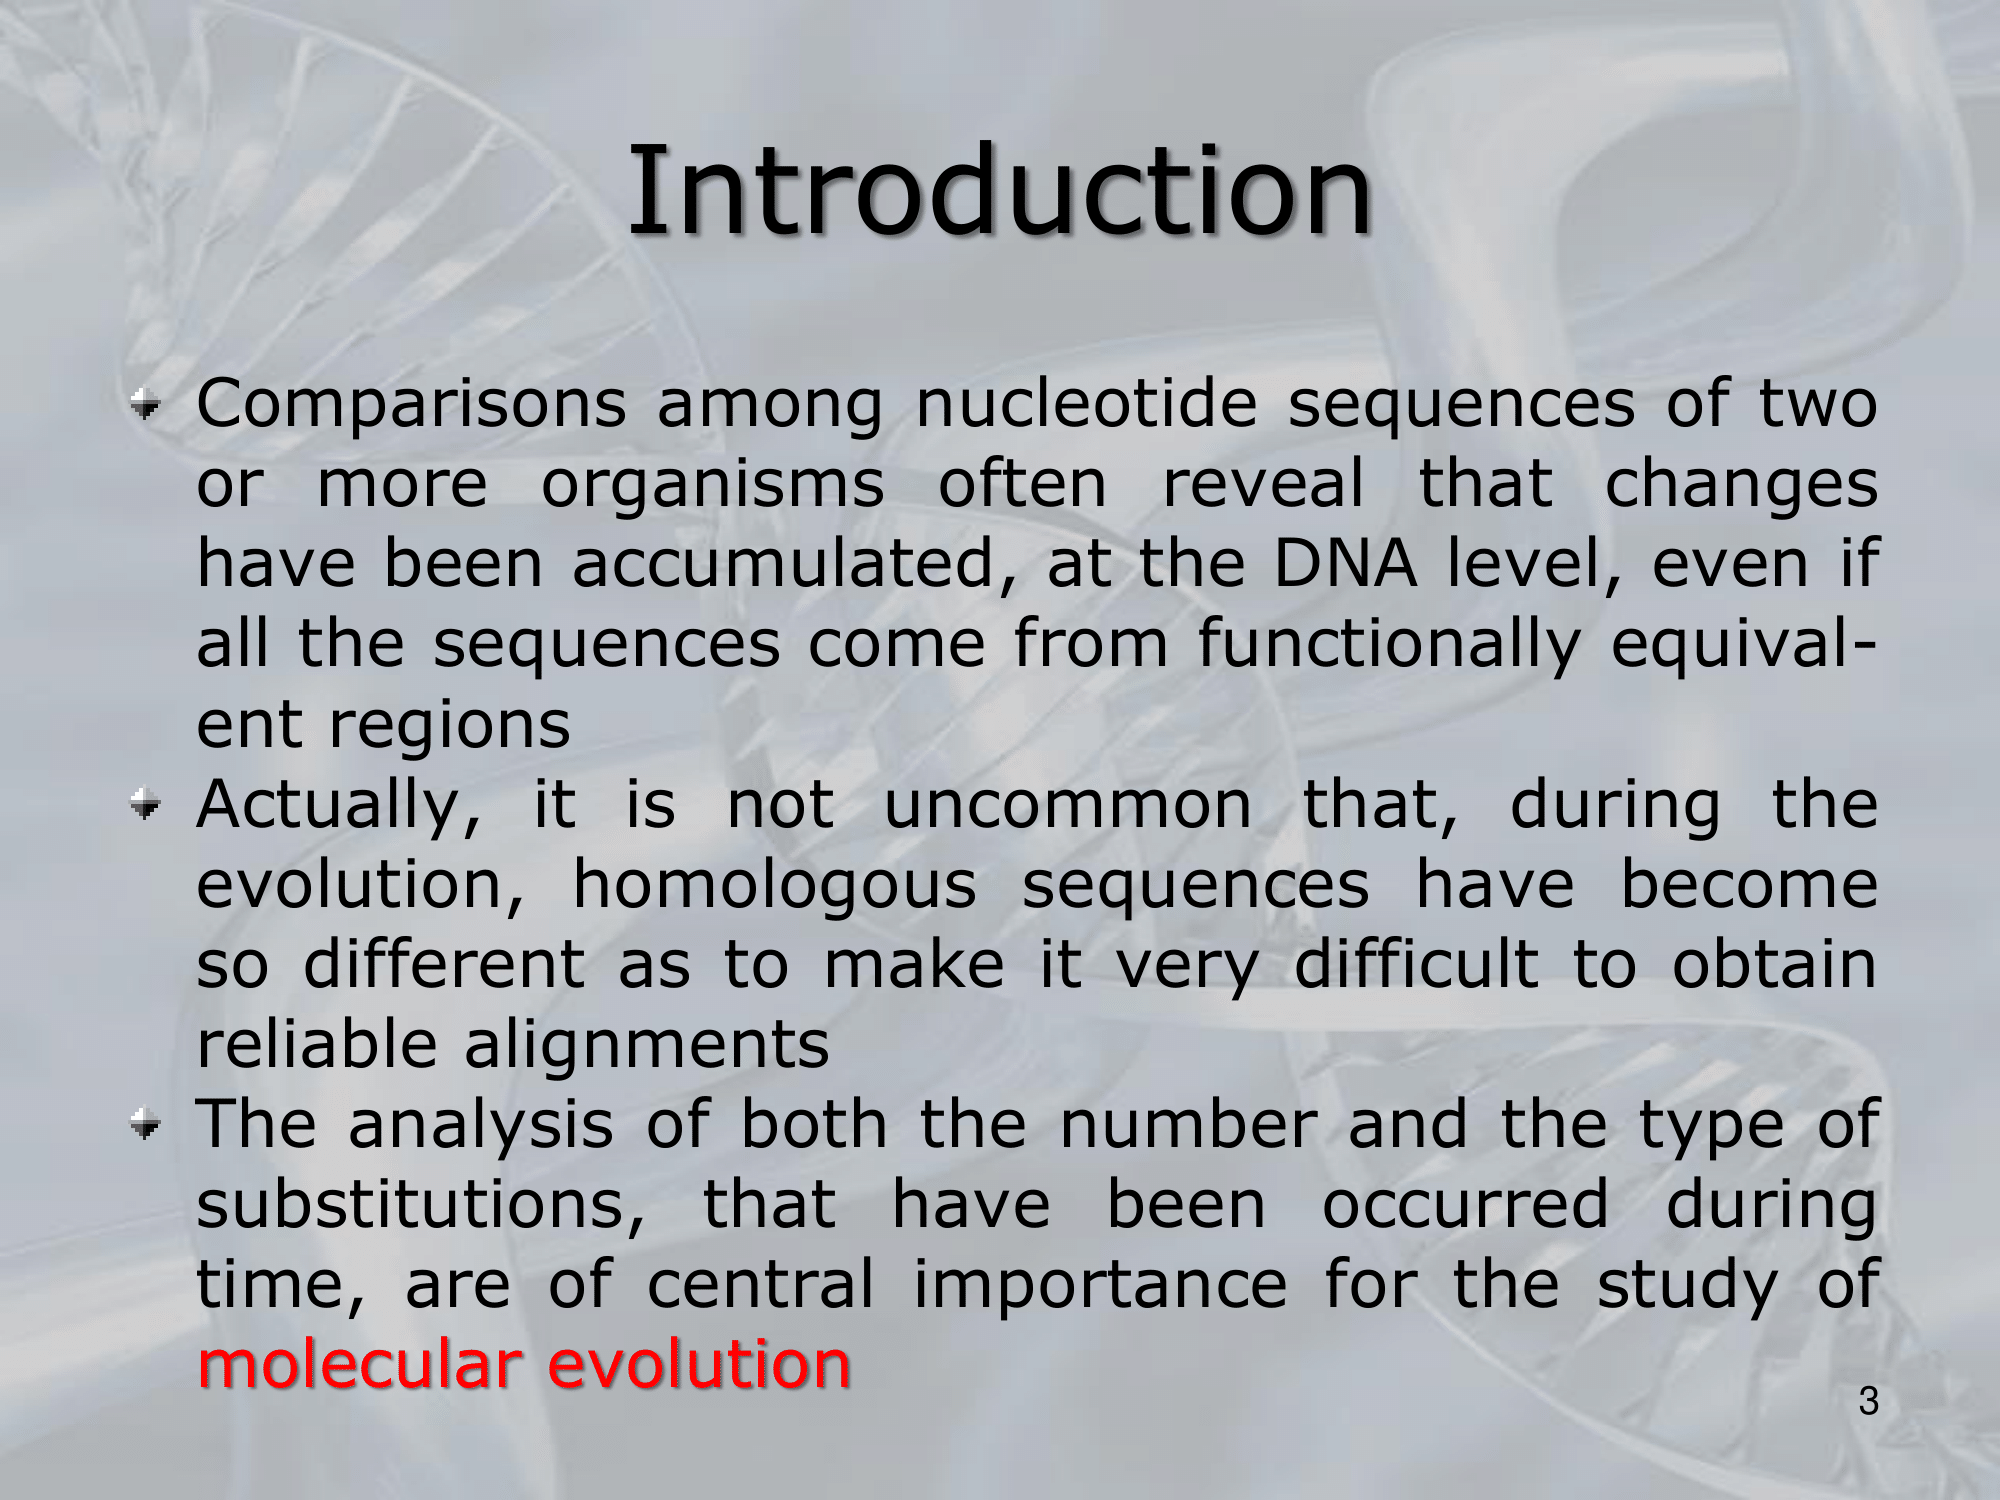 Introduction
Comparisons among nucleotide sequences of two
or more organisms often reveal that changes
have been accumulated, at the DNA level, even if
all the sequences come from functionally equival-
ent regions
Actually, it is not uncommon that, during the
evolution, homologous sequences have become
so different as to make it very difficult to obtain
reliable alignments
The analysis of both the number and the type of
substitutions, that have been occurred during
time, are of central importance for the study of
molecular evolution
3